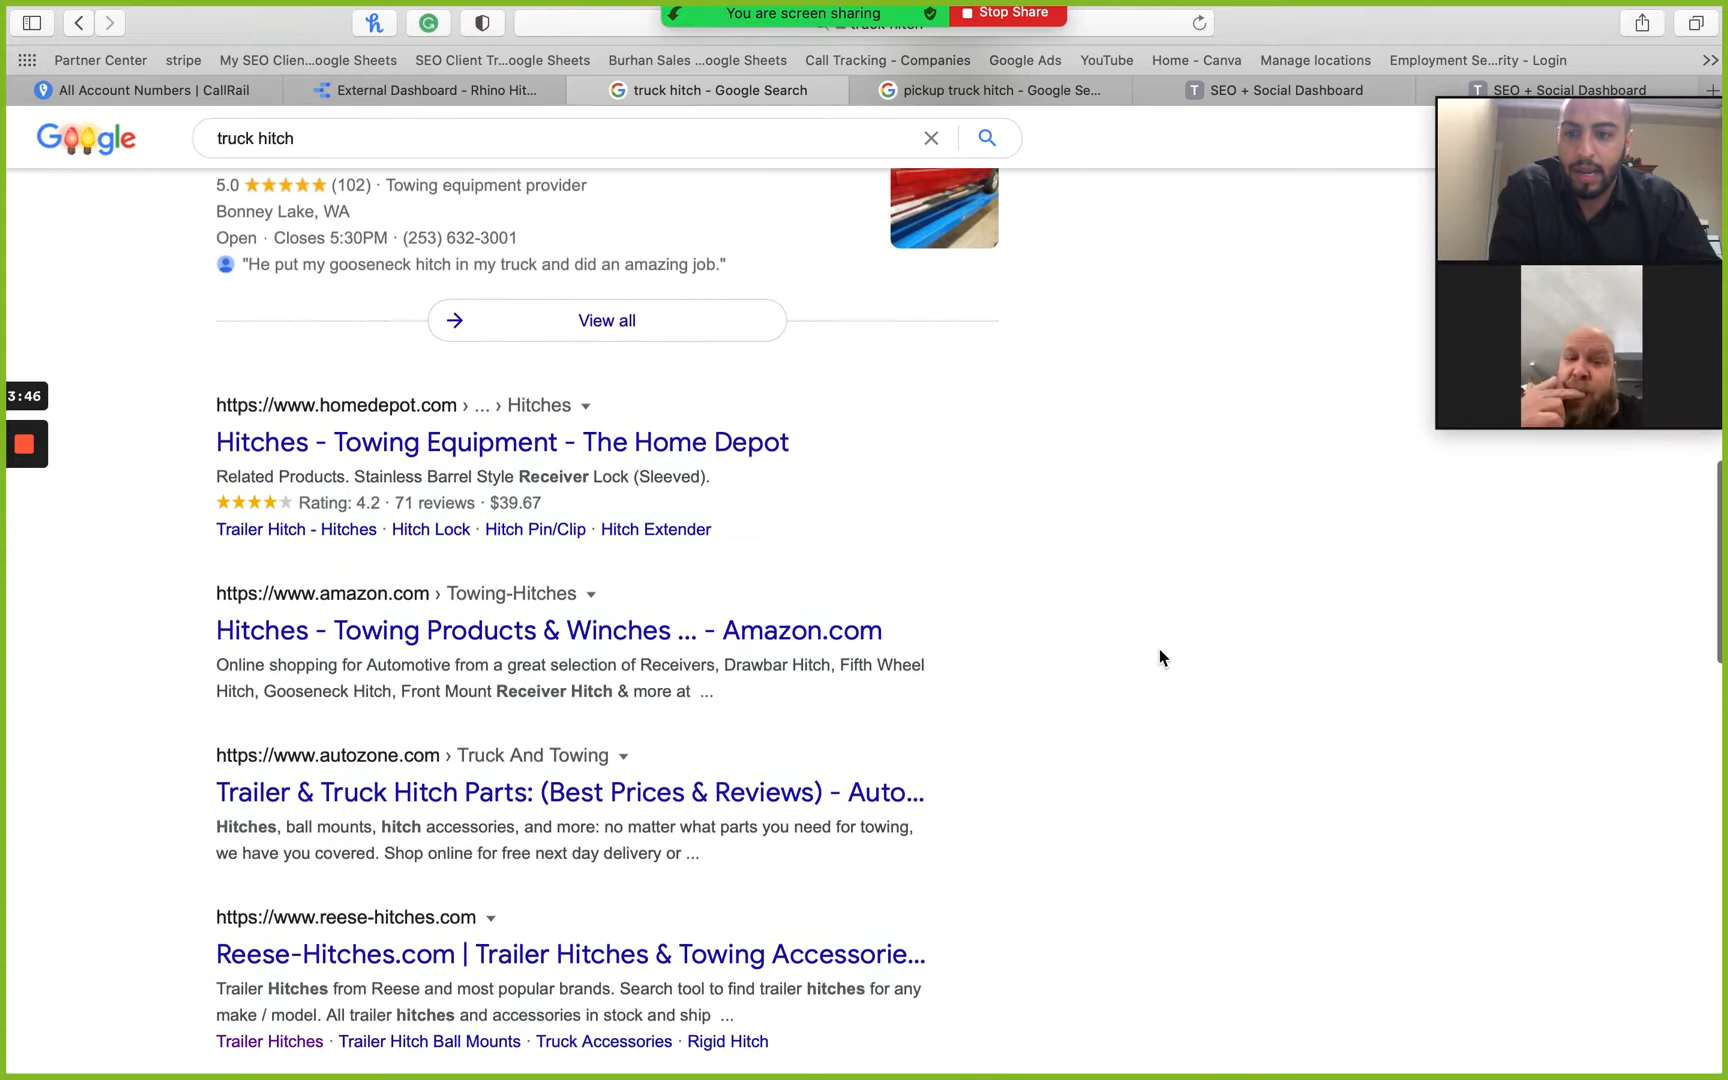 You are screen sharing
Stop Share
Partner Center
stripe
My SEO Clien...oogle Sheets
SEO Client Tr...oogle Sheets
Burhan Sales ...oogle Sheets
Call Tracking - Companies
Google Ads
YouTube
Home - Canva
Manage locations
Employment Se...rity - Login
All Account Numbers | CallRail
External Dashboard - Rhino Hit...
truck hitch - Google Search
pickup truck hitch - Google Se...
SEO + Social Dashboard
SEO + Social Dashboard
Google
truck hitch
5.0 ★★★★★ (102) · Towing equipment provider
Bonney Lake, WA
Open · Closes 5:30PM · (253) 632-3001
"He put my gooseneck hitch in my truck and did an amazing job."
View all
3:46
https://www.homedepot.com › ... › Hitches
Hitches - Towing Equipment - The Home Depot
Related Products. Stainless Barrel Style Receiver Lock (Sleeved).
Rating: 4.2 · 71 reviews · $39.67
Trailer Hitch - Hitches · Hitch Lock · Hitch Pin/Clip · Hitch Extender
https://www.amazon.com › Towing-Hitches
Hitches - Towing Products & Winches ... - Amazon.com
Online shopping for Automotive from a great selection of Receivers, Drawbar Hitch, Fifth Wheel
Hitch, Gooseneck Hitch, Front Mount Receiver Hitch & more at ...
https://www.autozone.com › Truck And Towing
Trailer & Truck Hitch Parts: (Best Prices & Reviews) - Auto...
Hitches, ball mounts, hitch accessories, and more: no matter what parts you need for towing,
we have you covered. Shop online for free next day delivery or ...
https://www.reese-hitches.com
Reese-Hitches.com | Trailer Hitches & Towing Accessorie...
Trailer Hitches from Reese and most popular brands. Search tool to find trailer hitches for any
make / model. All trailer hitches and accessories in stock and ship ...
Trailer Hitches · Trailer Hitch Ball Mounts · Truck Accessories · Rigid Hitch